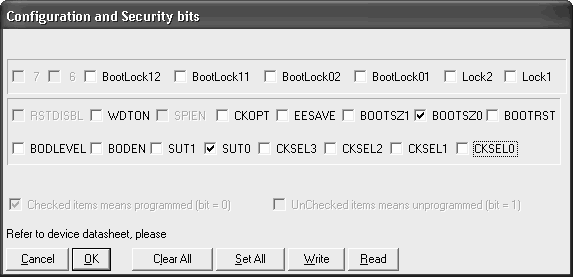 Configuration and Security bits
7 6 BootLock12 BootLock11 BootLock02 BootLock01 Lock2 Lock1
RSTDISBL WDTON SPIEN CKOPT EESAVE BOOTSZ1 BOOTSZ0 BOOTRST
BODLEVEL BODEN SUT1 SUT0 CKSEL3 CKSEL2 CKSEL1 CKSEL0
Checked items means programmed (bit = 0) UnChecked items means unprogrammed (bit = 1)
Refer to device datasheet, please
Cancel OK Clear All Set All Write Read